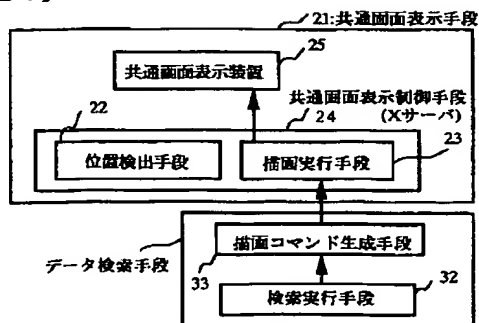 21:共通画面表示手段
25
共通画面表示装置
共通画面表示制御手段
22
24
(Xサーバ)
23
位置検出手段
描画実行手段
描画コマンド生成手段
データ検索手段
33
32
検索実行手段